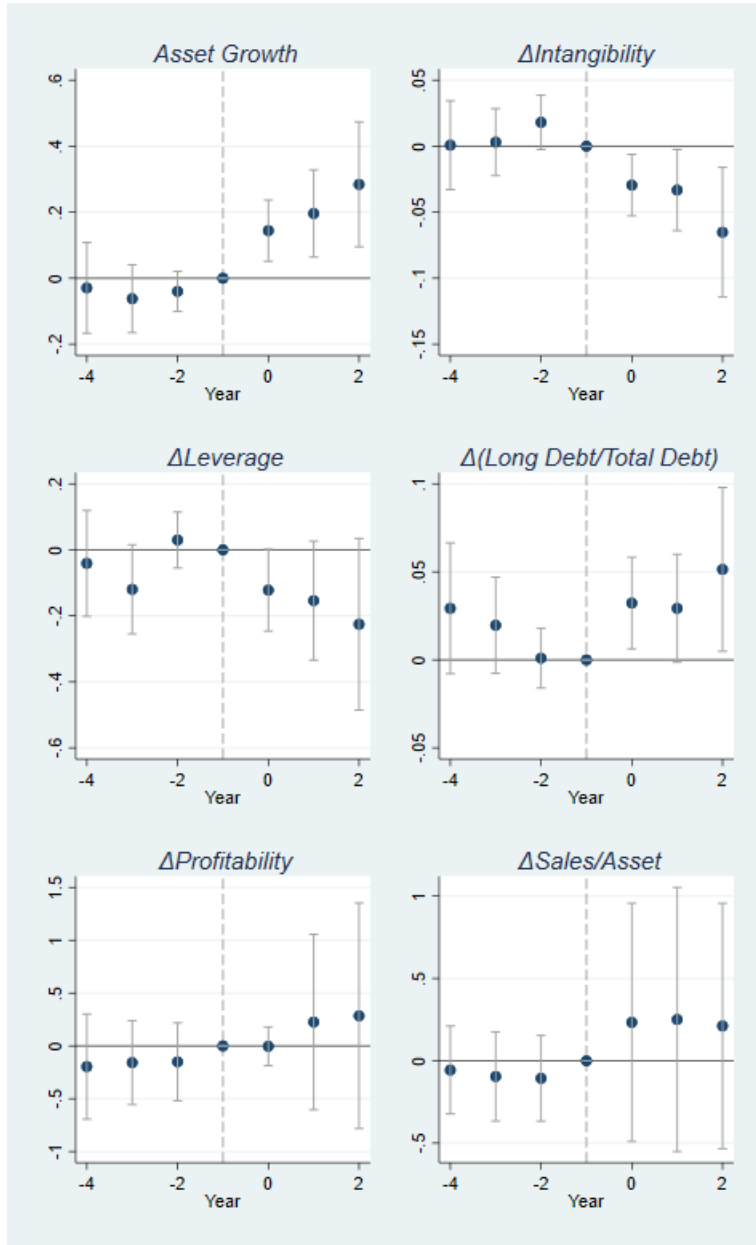 Asset Growth
.6
.4
.2
0
-.2
-4 -2 0 2
Year
ΔIntangibility
.05
0
-.05
-.1
-.15
-4 -2 0 2
Year
ΔLeverage
.2
0
-.2
-.4
-.6
-4 -2 0 2
Year
Δ(Long Debt/Total Debt)
.1
.05
0
-.05
-4 -2 0 2
Year
ΔProfitability
1.5
1
.5
0
-.5
-1
-4 -2 0 2
Year
ΔSales/Asset
1
.5
0
-.5
-4 -2 0 2
Year